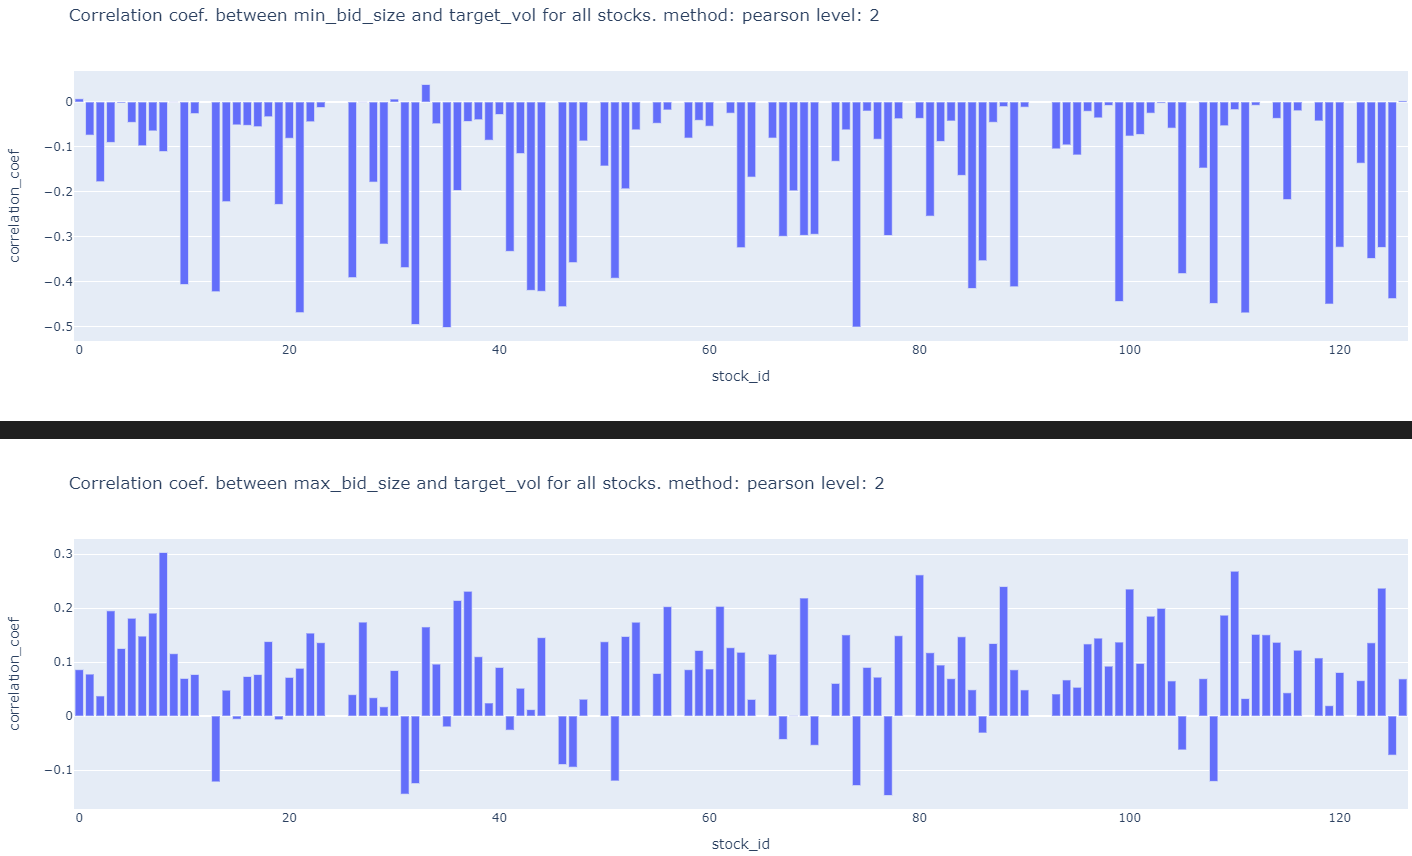 Correlation coef. between min_bid_size and target_vol for all stocks. method: pearson level: 2
0
−0.1
−0.2
−0.3
−0.4
−0.5
correlation_coef
0 20 40 60 80 100 120
stock_id
Correlation coef. between max_bid_size and target_vol for all stocks. method: pearson level: 2
0.3
0.2
0.1
0
−0.1
correlation_coef
0 20 40 60 80 100 120
stock_id